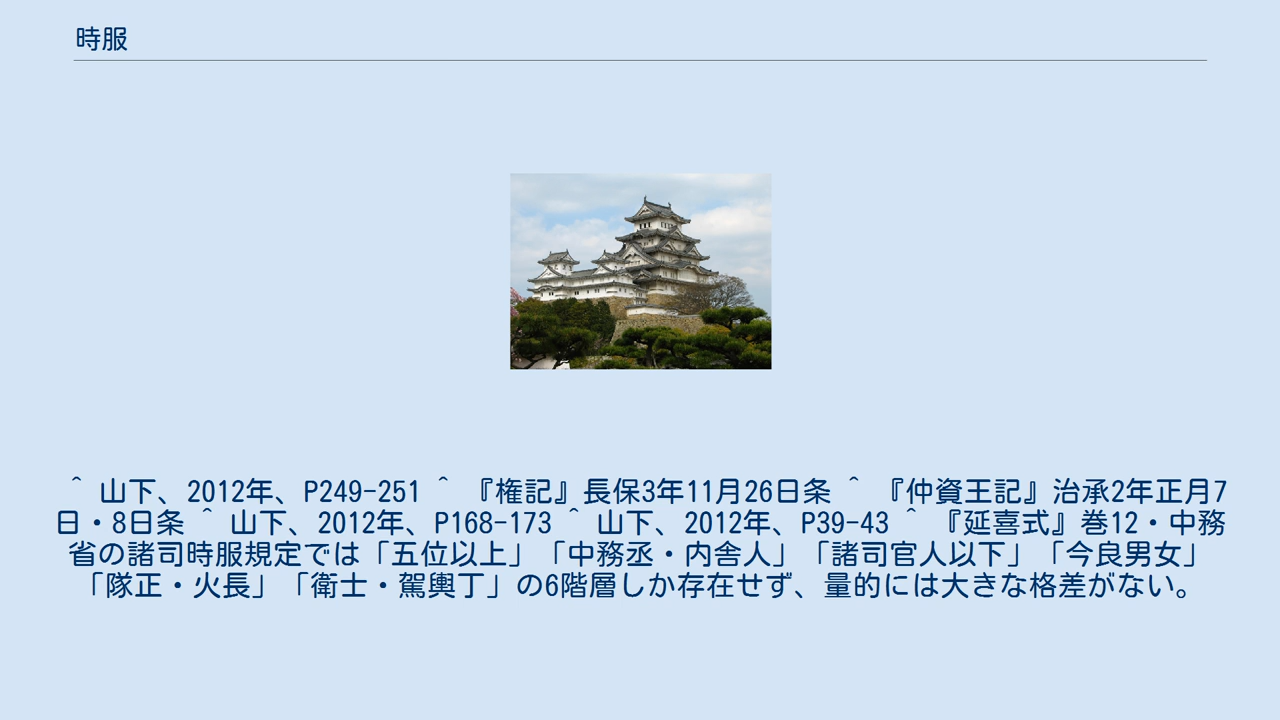 時服
＾ 山下、2012年、P249-251 ＾ 『権記』長保3年11月26日条 ＾ 『仲資王記』治承2年正月7
日・8日条 ＾ 山下、2012年、P168-173 ＾ 山下、2012年、P39-43 ＾ 『延喜式』巻12・中務
省の諸司時服規定では「五位以上」「中務丞・内舎人」「諸司官人以下」「今良男女」
「隊正・火長」「衛士・駕輿丁」の6階層しか存在せず、量的には大きな格差がない。